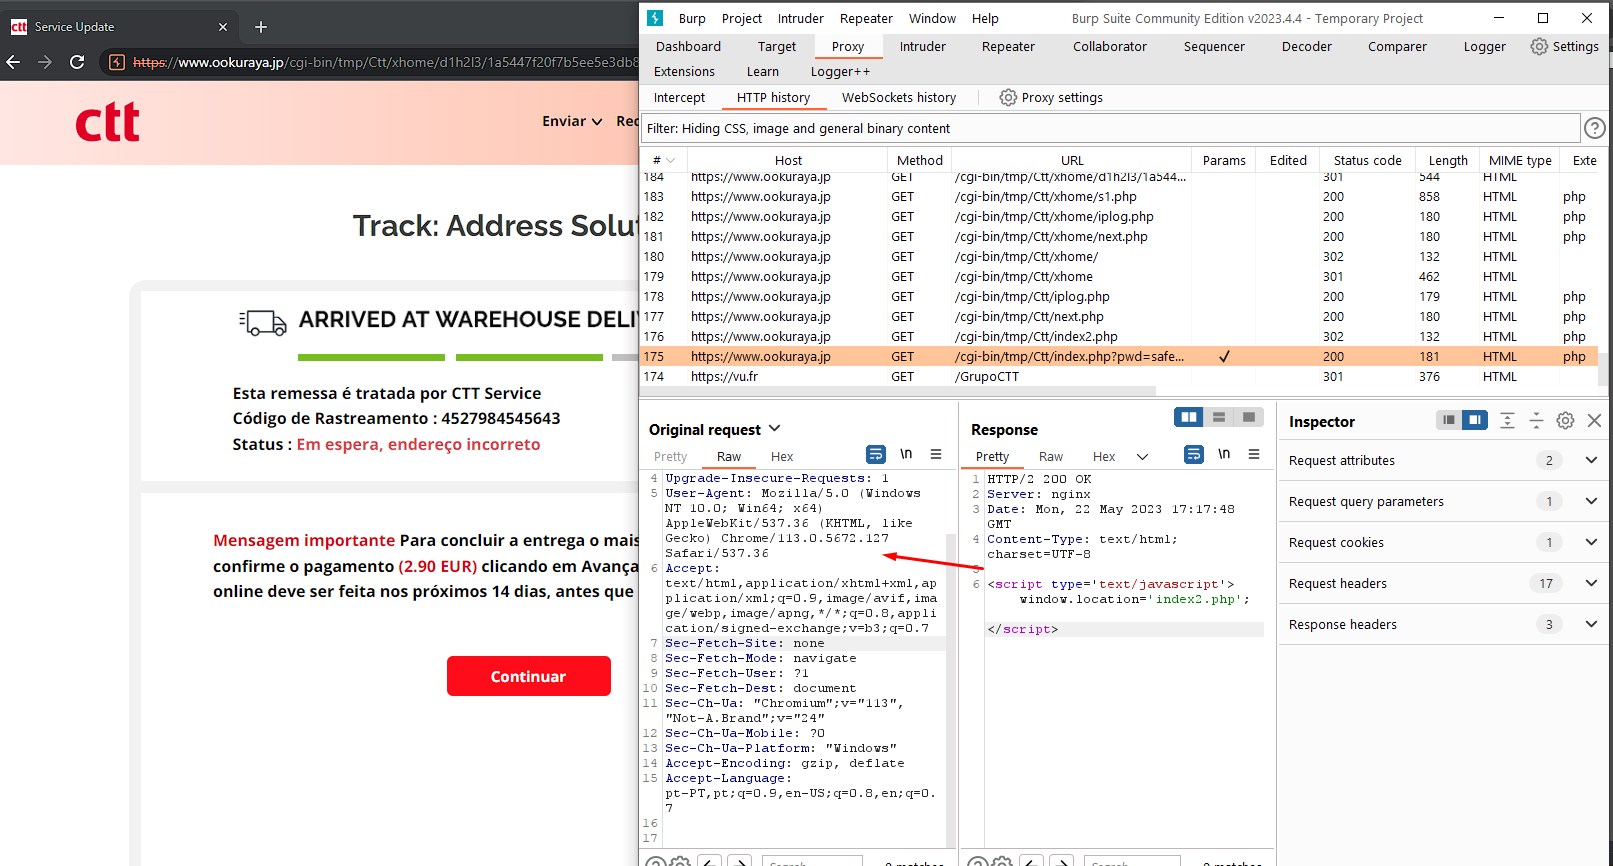 ctt Service Update
https://www.ookuraya.jp/cgi-bin/tmp/Ctt/xhome/d1h2l3/1a5447f20f7b5ee5e3db8
ctt
Enviar
Rec
Track: Address Solut
ARRIVED AT WAREHOUSE DELIV
Esta remessa é tratada por CTT Service
Código de Rastreamento : 4527984545643
Status : Em espera, endereço incorreto
Mensagem importante Para concluir a entrega o mais
confirme o pagamento (2.90 EUR) clicando em Avança
online deve ser feita nos próximos 14 dias, antes que
Continuar
Burp Project Intruder Repeater Window Help Burp Suite Community Edition v2023.4.4 - Temporary Project
Dashboard Target Proxy Intruder Repeater Collaborator Sequencer Decoder Comparer Logger Settings
Extensions Learn Logger++
Intercept HTTP history WebSockets history Proxy settings
Filter: Hiding CSS, image and general binary content
# Host Method URL Params Edited Status code Length MIME type Exte
184 https://www.ookuraya.jp GET /cgi-bin/tmp/Ctt/xhome/d1h2l3/1a544... 301 544 HTML
183 https://www.ookuraya.jp GET /cgi-bin/tmp/Ctt/xhome/s1.php 200 858 HTML php
182 https://www.ookuraya.jp GET /cgi-bin/tmp/Ctt/xhome/iplog.php 200 180 HTML php
181 https://www.ookuraya.jp GET /cgi-bin/tmp/Ctt/xhome/next.php 200 180 HTML php
180 https://www.ookuraya.jp GET /cgi-bin/tmp/Ctt/xhome/ 302 132 HTML
179 https://www.ookuraya.jp GET /cgi-bin/tmp/Ctt/xhome 301 462 HTML
178 https://www.ookuraya.jp GET /cgi-bin/tmp/Ctt/iplog.php 200 179 HTML php
177 https://www.ookuraya.jp GET /cgi-bin/tmp/Ctt/next.php 200 180 HTML php
176 https://www.ookuraya.jp GET /cgi-bin/tmp/Ctt/index2.php 302 132 HTML php
175 https://www.ookuraya.jp GET /cgi-bin/tmp/Ctt/index.php?pwd=safe... ✓ 200 181 HTML php
174 https://vu.fr GET /GrupoCTT 301 376 HTML
Original request
Pretty Raw Hex \n
4 Upgrade-Insecure-Requests: 1
5 User-Agent: Mozilla/5.0 (Windows
NT 10.0; Win64; x64)
AppleWebKit/537.36 (KHTML, like
Gecko) Chrome/113.0.5672.127
Safari/537.36
6 Accept:
text/html,application/xhtml+xml,ap
plication/xml;q=0.9,image/avif,ima
ge/webp,image/apng,*/*;q=0.8,appli
cation/signed-exchange;v=b3;q=0.7
7 Sec-Fetch-Site: none
8 Sec-Fetch-Mode: navigate
9 Sec-Fetch-User: ?1
10 Sec-Fetch-Dest: document
11 Sec-Ch-Ua: "Chromium";v="113",
"Not-A.Brand";v="24"
12 Sec-Ch-Ua-Mobile: ?0
13 Sec-Ch-Ua-Platform: "Windows"
14 Accept-Encoding: gzip, deflate
15 Accept-Language:
pt-PT,pt;q=0.9,en-US;q=0.8,en;q=0.
7
16
17
Response
Pretty Raw Hex \n
1 HTTP/2 200 OK
2 Server: nginx
3 Date: Mon, 22 May 2023 17:17:48
GMT
4 Content-Type: text/html;
charset=UTF-8
5
6 <script type='text/javascript'>
window.location='index2.php';
</script>
Inspector
Request attributes 2
Request query parameters 1
Request cookies 1
Request headers 17
Response headers 3